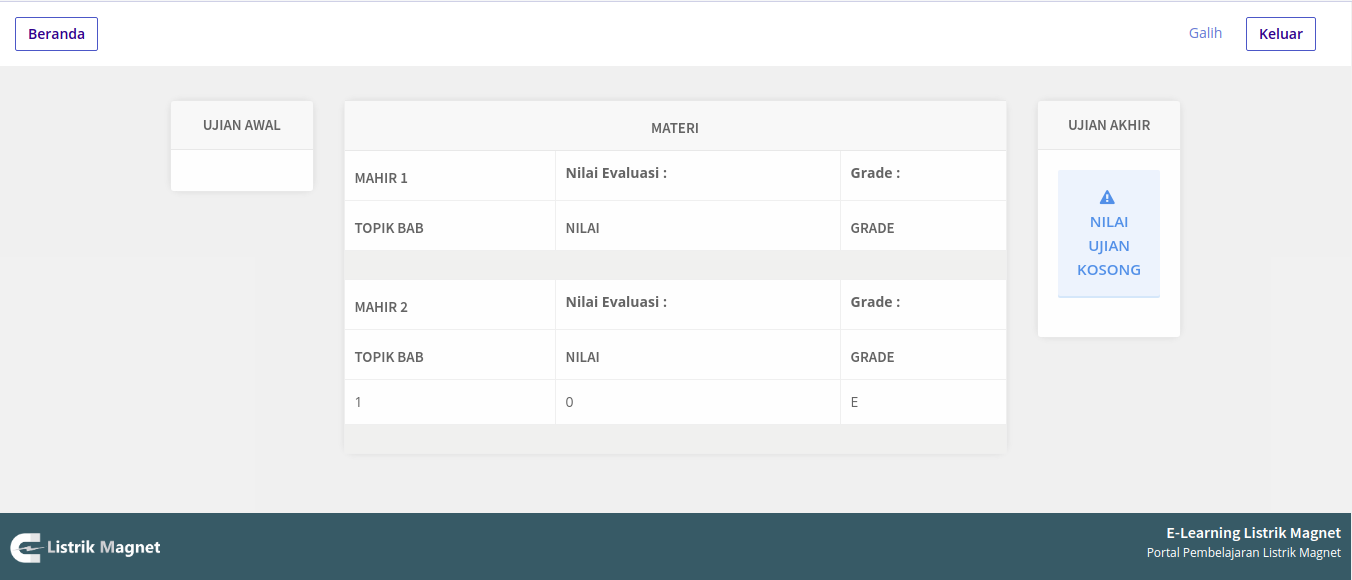 Beranda
Galih
Keluar
UJIAN AWAL
MATERI
MAHIR 1
Nilai Evaluasi :
Grade :
TOPIK BAB
NILAI
GRADE
MAHIR 2
Nilai Evaluasi :
Grade :
TOPIK BAB
NILAI
GRADE
1
0
E
UJIAN AKHIR
NILAI
UJIAN
KOSONG
Listrik Magnet
E-Learning Listrik Magnet
Portal Pembelajaran Listrik Magnet